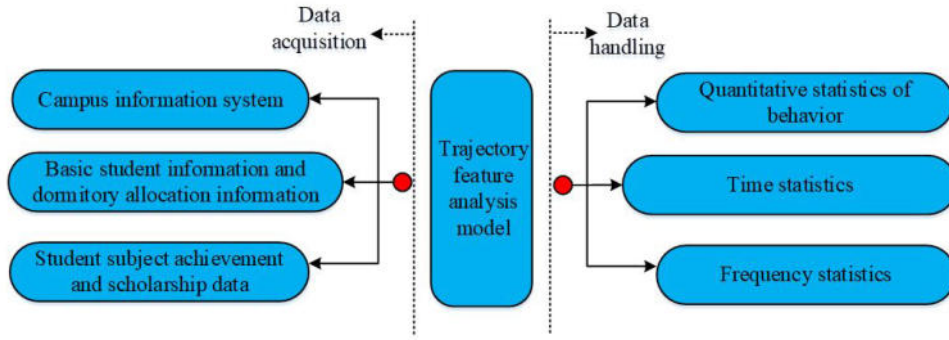 Data
acquisition
Data
handling
Campus information system
Basic student information and
dormitory allocation information
Student subject achievement
and scholarship data
Trajectory
feature
analysis
model
Quantitative statistics of
behavior
Time statistics
Frequency statistics